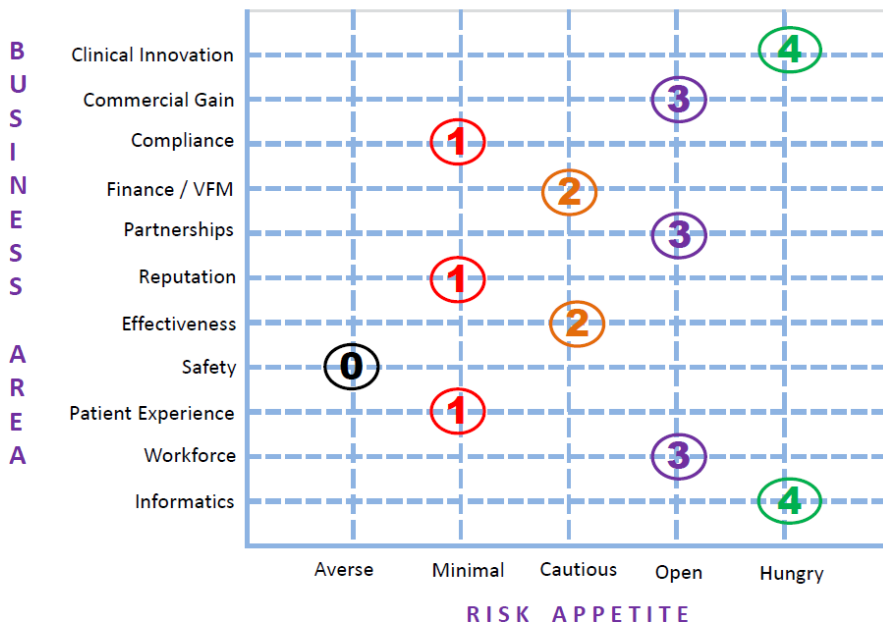 BUSINESS AREA
Clinical Innovation 4
Commercial Gain 3
Compliance 1
Finance / VFM 2
Partnerships 3
Reputation 1
Effectiveness 2
Safety 0
Patient Experience 1
Workforce 3
Informatics 4
Averse Minimal Cautious Open Hungry
RISK APPETITE